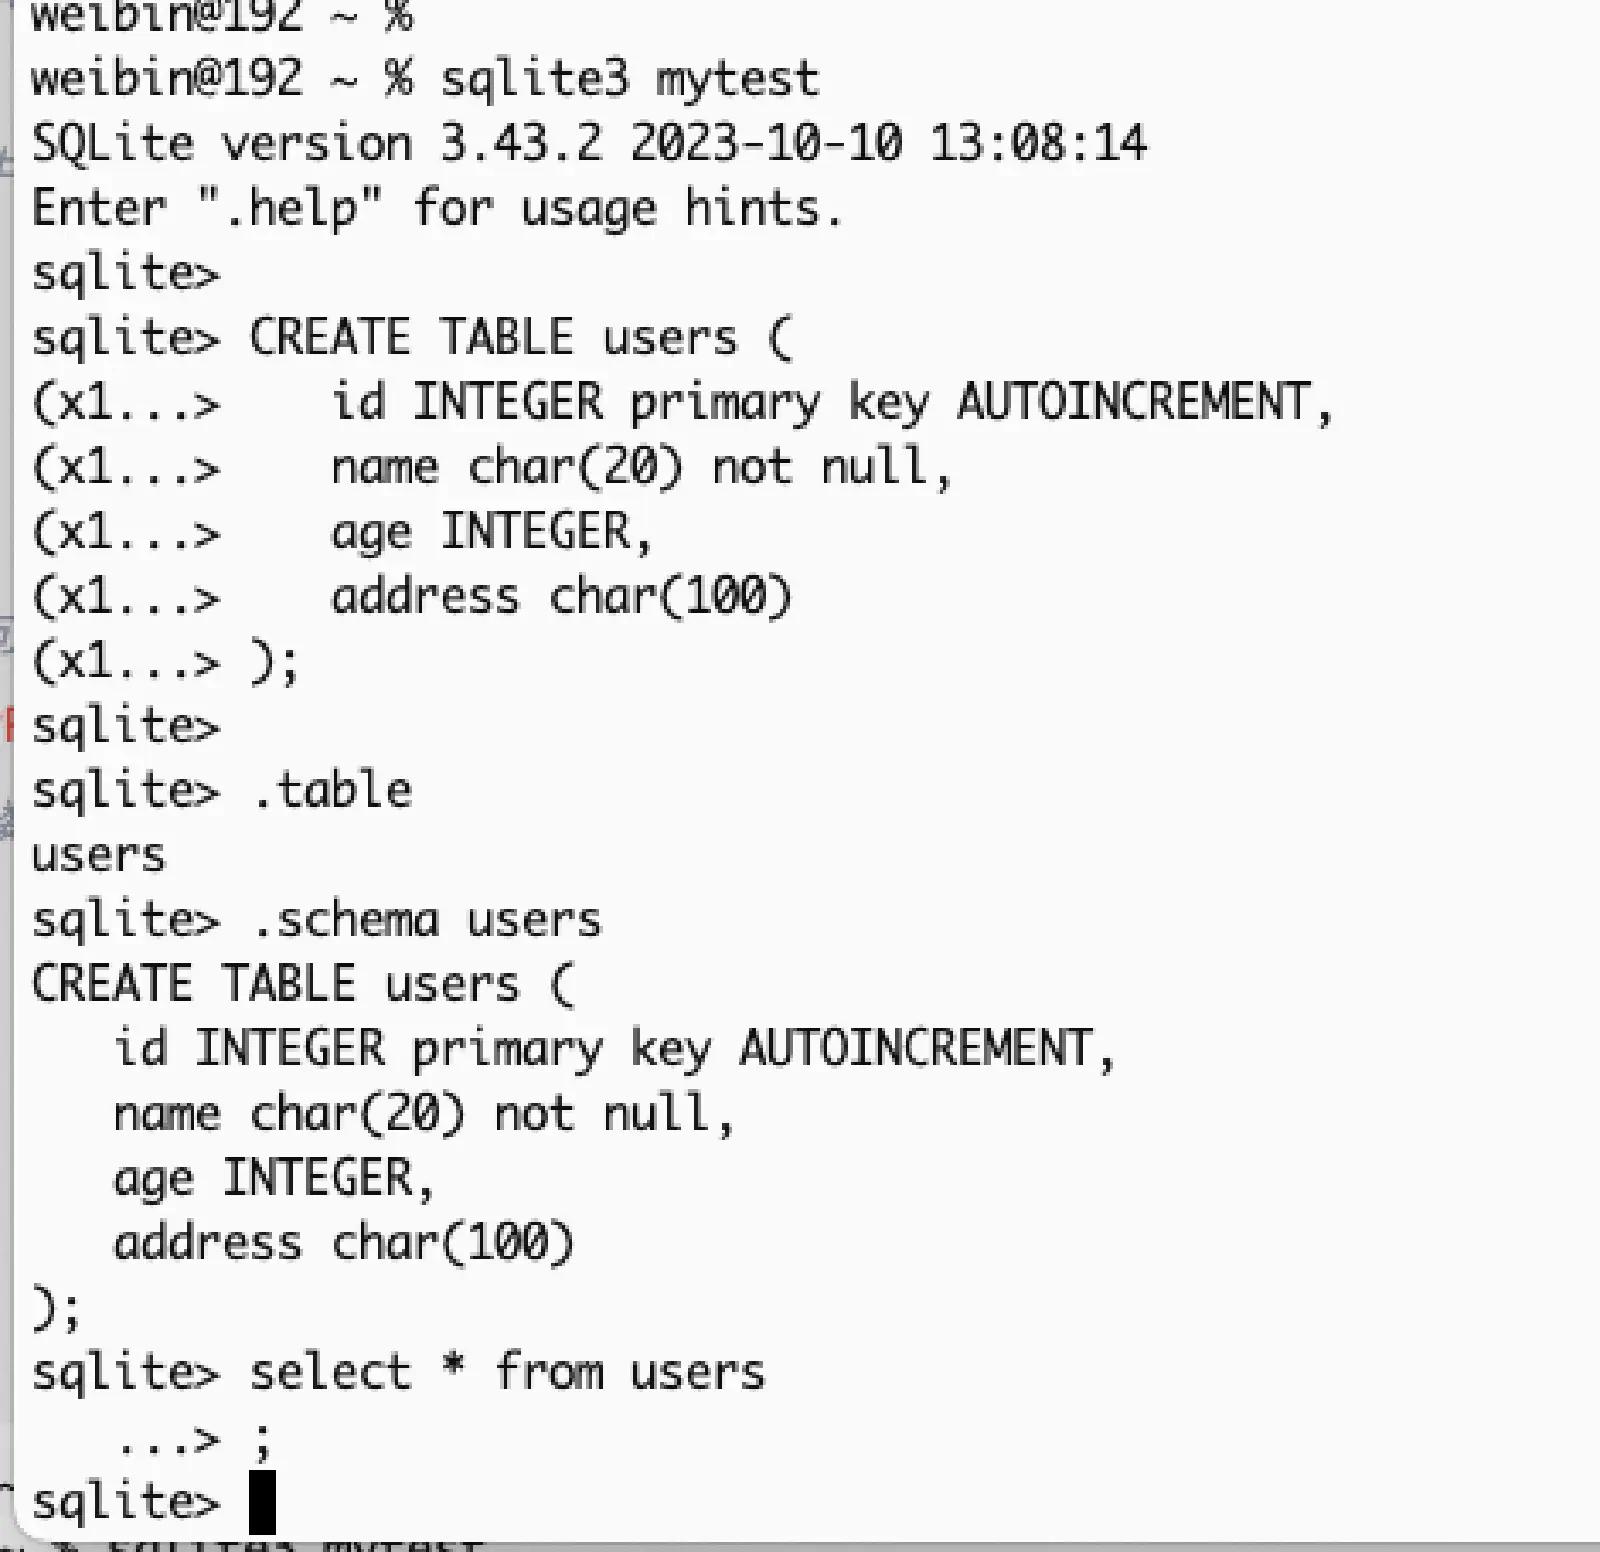 weibin@192 ~ %
weibin@192 ~ % sqlite3 mytest
SQLite version 3.43.2 2023-10-10 13:08:14
Enter ".help" for usage hints.
sqlite>
sqlite> CREATE TABLE users (
(x1...>    id INTEGER primary key AUTOINCREMENT,
(x1...>    name char(20) not null,
(x1...>    age INTEGER,
(x1...>    address char(100)
(x1...> );
sqlite>
sqlite> .table
users
sqlite> .schema users
CREATE TABLE users (
   id INTEGER primary key AUTOINCREMENT,
   name char(20) not null,
   age INTEGER,
   address char(100)
);
sqlite> select * from users
   ...> ;
sqlite>
% sqlite3 mytest